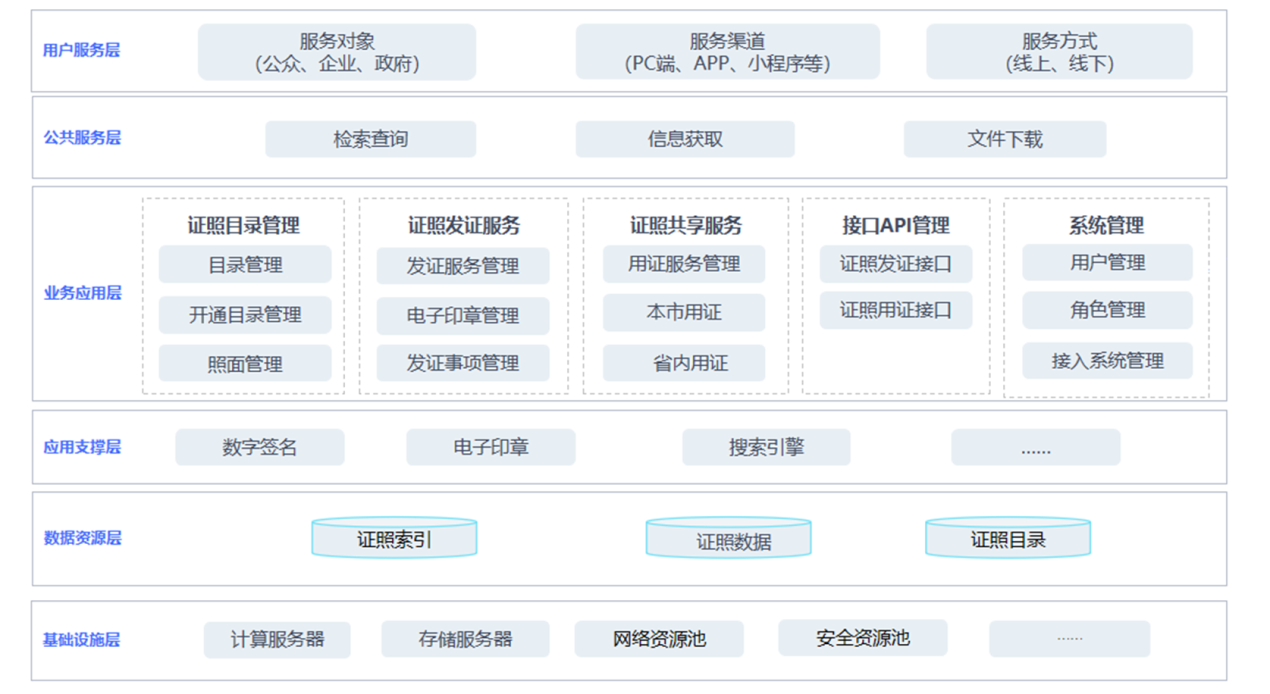 用户服务层
服务对象
(公众、企业、政府)
服务渠道
(PC端、APP、小程序等)
服务方式
(线上、线下)
公共服务层
检索查询
信息获取
文件下载
业务应用层
证照目录管理
目录管理
开通目录管理
照面管理
证照发证服务
发证服务管理
电子印章管理
发证事项管理
证照共享服务
用证服务管理
本市用证
省内用证
接口API管理
证照发证接口
证照用证接口
系统管理
用户管理
角色管理
接入系统管理
应用支撑层
数字签名
电子印章
搜索引擎
......
数据资源层
证照索引
证照数据
证照目录
基础设施层
计算服务器
存储服务器
网络资源池
安全资源池
······